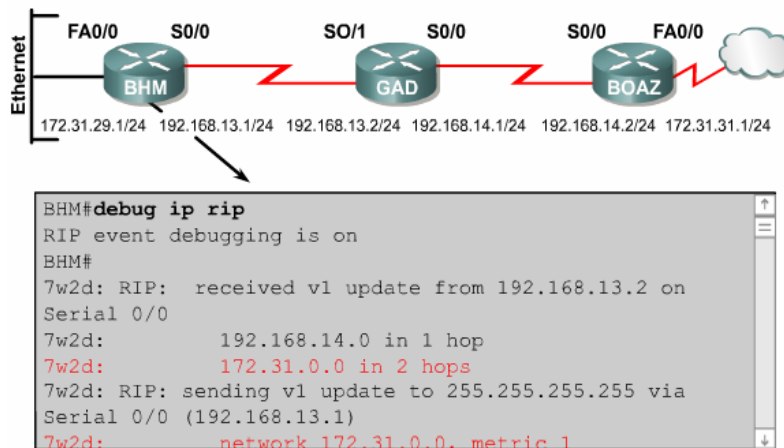 FA0/0 S0/0 SO/1 S0/0 S0/0 FA0/0
Ethernet
BHM GAD BOAZ
172.31.29.1/24 192.168.13.1/24 192.168.13.2/24 192.168.14.1/24 192.168.14.2/24 172.31.31.1/24
BHM#debug ip rip
RIP event debugging is on
BHM#
7w2d: RIP: received v1 update from 192.168.13.2 on
Serial 0/0
7w2d: 192.168.14.0 in 1 hop
7w2d: 172.31.0.0 in 2 hops
7w2d: RIP: sending v1 update to 255.255.255.255 via
Serial 0/0 (192.168.13.1)
7w2d: network 172.31.0.0, metric 1